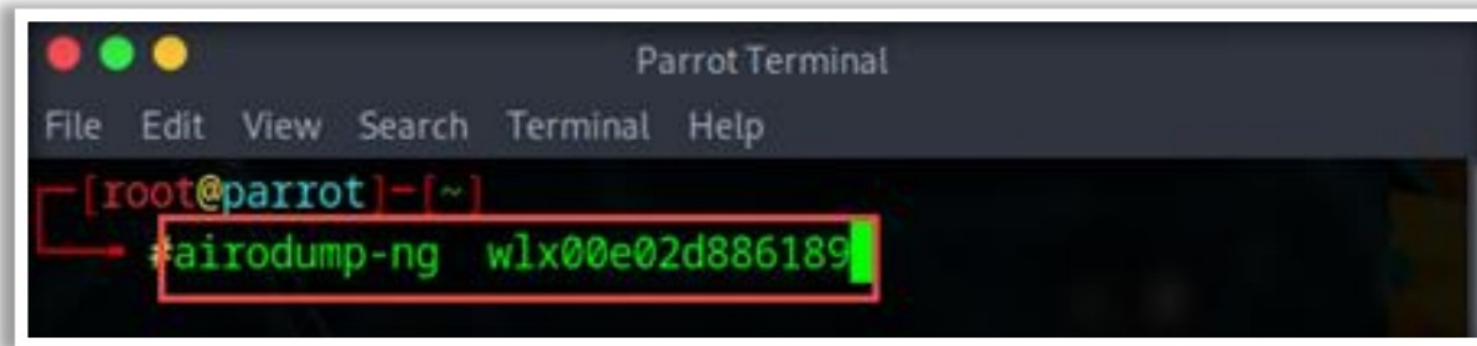 Parrot Terminal
File Edit View Search Terminal Help
[root@parrot]-[~]
#airodump-ng wlx00e02d886189